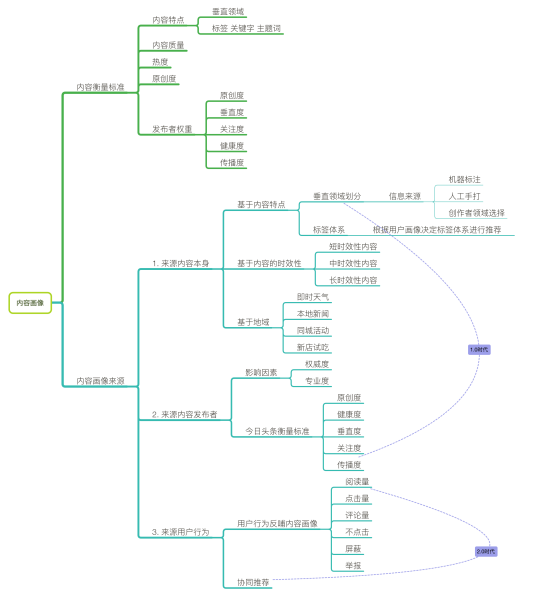 内容画像
内容衡量标准
内容特点
垂直领域
标签 关键字 主题词
内容质量
热度
原创度
发布者权重
原创度
垂直度
关注度
健康度
传播度
内容画像来源
1. 来源内容本身
基于内容特点
垂直领域划分
信息来源
机器标注
人工手打
创作者领域选择
标签体系
根据用户画像决定标签体系进行推荐
基于内容的时效性
短时效性内容
中时效性内容
长时效性内容
基于地域
即时天气
本地新闻
同城活动
新店试吃
2. 来源内容发布者
影响因素
权威度
专业度
今日头条衡量标准
原创度
健康度
垂直度
关注度
传播度
3. 来源用户行为
用户行为反哺内容画像
阅读量
点击量
评论量
不点击
屏蔽
举报
协同推荐
1.0时代
2.0时代